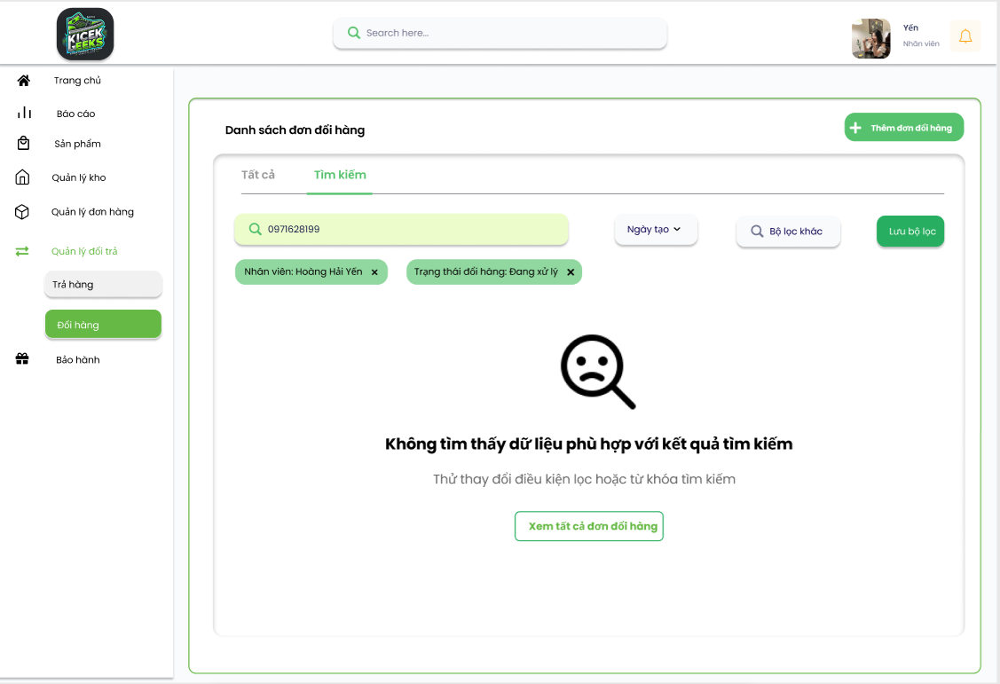 KICEK
GEEKS
Search here...
Yến
Nhân viên
Trang chủ
Báo cáo
Sản phẩm
Quản lý kho
Quản lý đơn hàng
Quản lý đổi trả
Trả hàng
Đổi hàng
Bảo hành
Danh sách đơn đổi hàng
Thêm đơn đổi hàng
Tất cả
Tìm kiếm
0971628199
Ngày tạo
Bộ lọc khác
Lưu bộ lọc
Nhân viên: Hoàng Hải Yến
Trạng thái đổi hàng: Đang xử lý
Không tìm thấy dữ liệu phù hợp với kết quả tìm kiếm
Thử thay đổi điều kiện lọc hoặc từ khóa tìm kiếm
Xem tất cả đơn đổi hàng